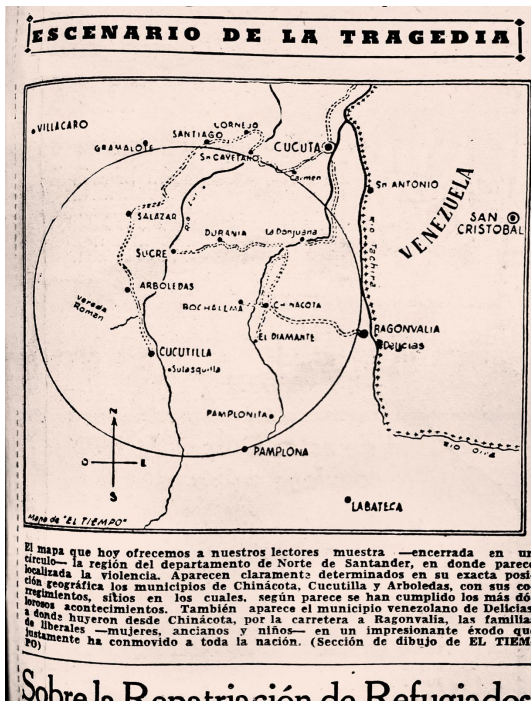 ESCENARIO DE LA TRAGEDIA
VILLACARO
CORNEJO
SANTIAGO
GRAMALOTE
Sn CAYETANO
CUCUTA
Carmen
Sn ANTONIO
VENEZUELA
SAN
CRISTOBAL
SALAZAR
DURANIA
La Donjuana
Rio Tachira
SUCRE
ARBOLEDAS
BOCHALEMA
CHINACOTA
Vereda
Roman
RAGONVALIA
Delicias
EL DIAMANTE
CUCUTILLA
Sulasquilla
PAMPLONITA
N
O
E
S
PAMPLONA
RIO
LABATECA
Mapa de "EL TIEMPO"
El mapa que hoy ofrecemos a nuestros lectores muestra —encerrada en un
círculo— la región del departamento de Norte de Santander, en donde parece
localizada la violencia. Aparecen claramente determinados en su exacta posi-
ción geográfica los municipios de Chinácota, Cucutilla y Arboledas, con sus co-
rregimientos, sitios en los cuales, según parece se han cumplido los más do-
lorosos acontecimientos. También aparece el municipio venezolano de Delicias
a donde huyeron desde Chinácota, por la carretera a Ragonvalia, las familias
de liberales —mujeres, ancianos y niños— en un impresionante éxodo que
justamente ha conmovido a toda la nación. (Sección de dibujo de EL TIEM-
PO)
Sobre la Repatriación de Refugiados